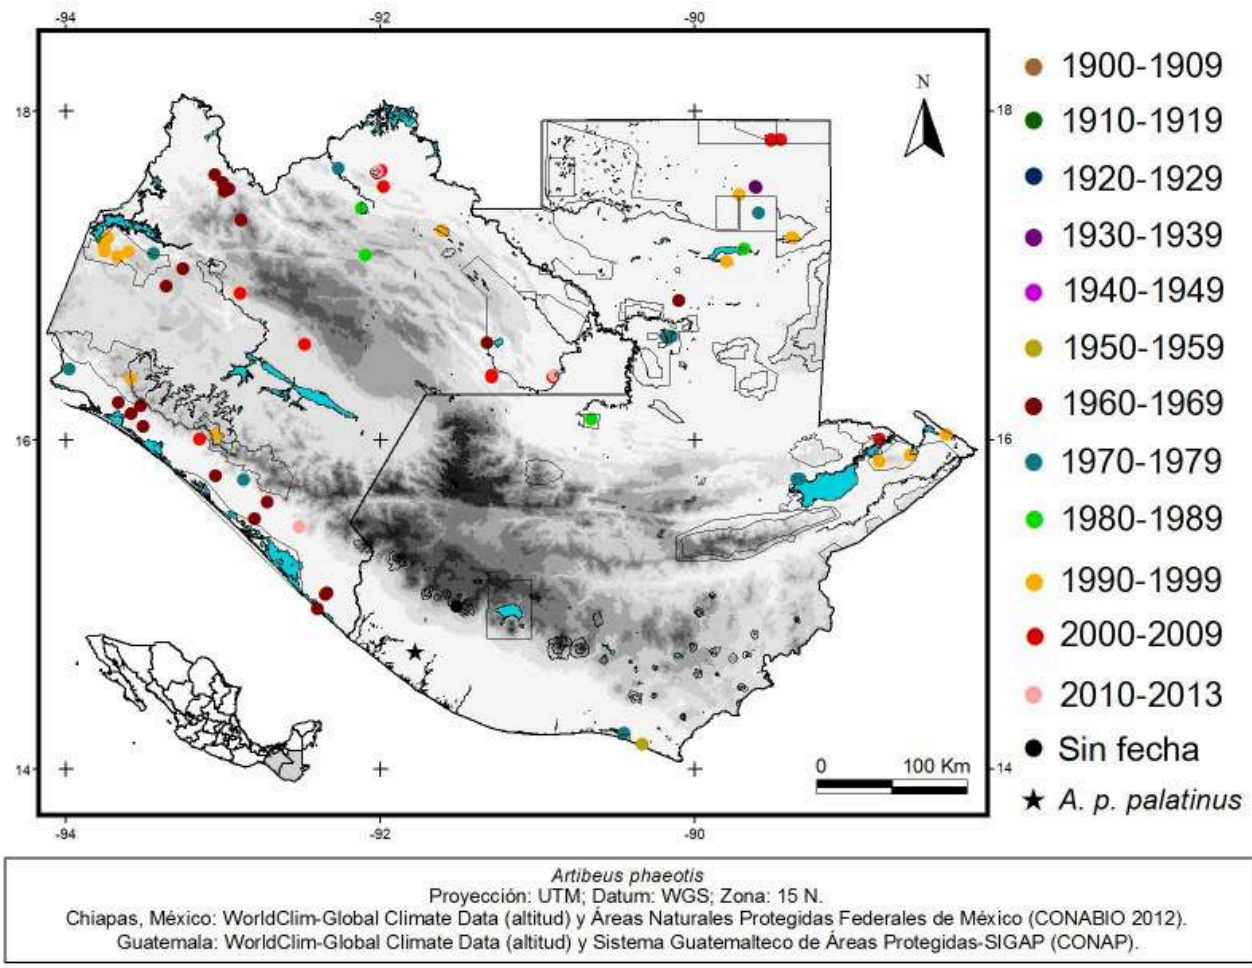 -94 -92 -90
18 18
N
16 16
14 14
0 100 Km
-94 -92 -90
1900-1909
1910-1919
1920-1929
1930-1939
1940-1949
1950-1959
1960-1969
1970-1979
1980-1989
1990-1999
2000-2009
2010-2013
Sin fecha
A. p. palatinus
Artibeus phaeotis
Proyección: UTM; Datum: WGS; Zona: 15 N.
Chiapas, México: WorldClim-Global Climate Data (altitud) y Áreas Naturales Protegidas Federales de México (CONABIO 2012).
Guatemala: WorldClim-Global Climate Data (altitud) y Sistema Guatemalteco de Áreas Protegidas-SIGAP (CONAP).